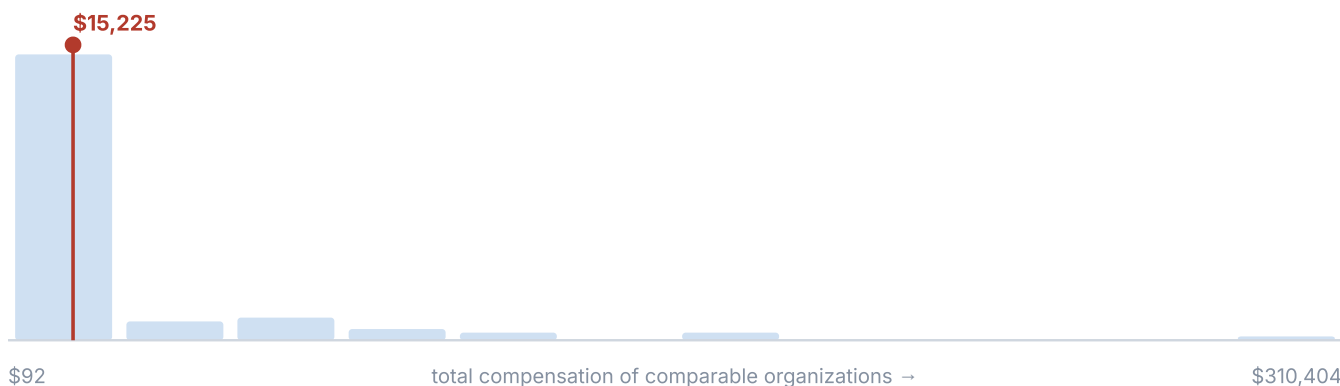 $15,225
$92 total compensation of comparable organizations → $310,404